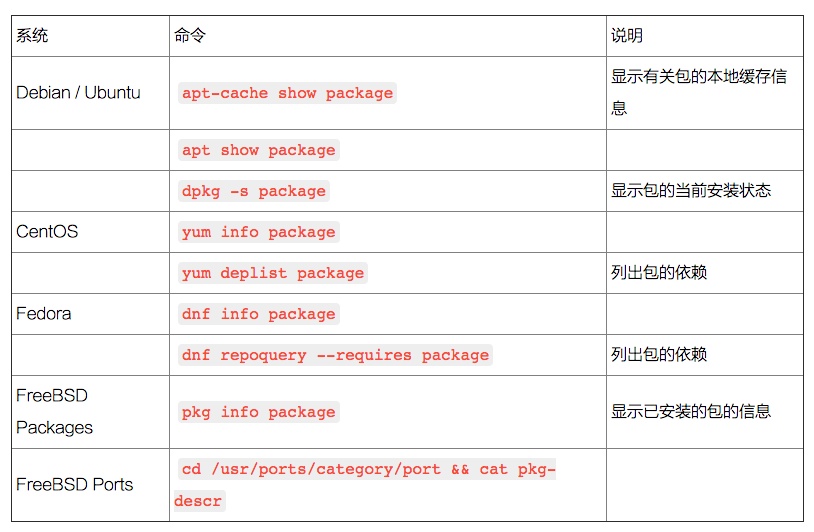 系统 命令 说明
Debian / Ubuntu apt-cache show package 显示有关包的本地缓存信
息
apt show package
dpkg -s package 显示包的当前安装状态
CentOS yum info package
yum deplist package 列出包的依赖
Fedora dnf info package
dnf repoquery --requires package 列出包的依赖
FreeBSD
Packages pkg info package 显示已安装的包的信息
FreeBSD Ports cd /usr/ports/category/port && cat pkg-
descr